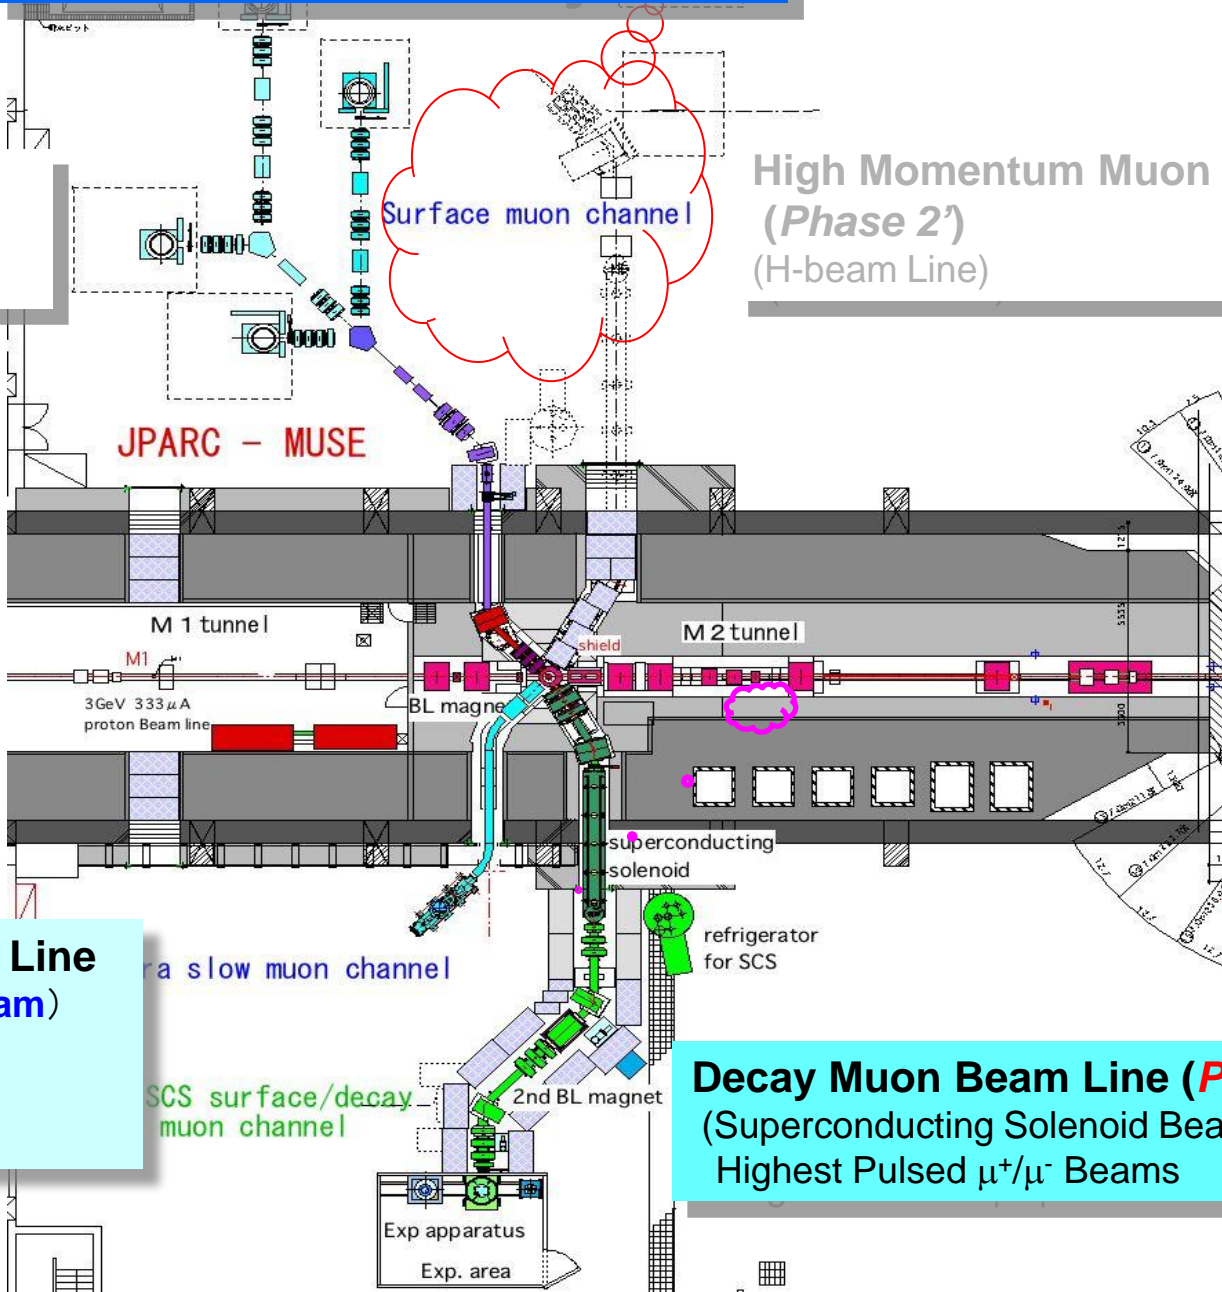 High Momentum Muon
(Phase 2’)
(H-beam Line)
Surface muon channel
JPARC – MUSE
M 1 tunnel
M 2 tunnel
shield
M1
3GeV 333μA
proton Beam line
BL magne
superconducting
solenoid
refrigerator
for SCS
Line
am）
ra slow muon channel
SCS surface/decay
muon channel
2nd BL magnet
Decay Muon Beam Line (P
(Superconducting Solenoid Bea
Highest Pulsed μ+/μ- Beams
Exp apparatus
Exp. area